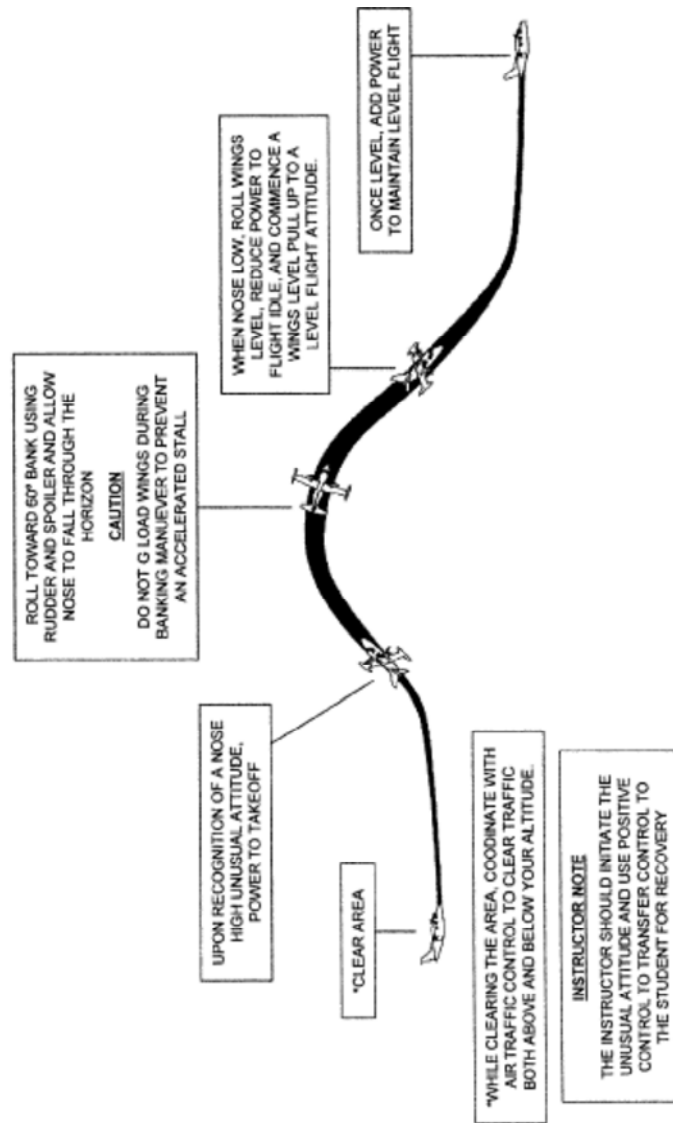 *CLEAR AREA
UPON RECOGNITION OF A NOSE
HIGH UNUSUAL ATTITUDE,
POWER TO TAKEOFF
ROLL TOWARD 60° BANK USING
RUDDER AND SPOILER AND ALLOW
NOSE TO FALL THROUGH THE
HORIZON
CAUTION
DO NOT G LOAD WINGS DURING
BANKING MANUEVER TO PREVENT
AN ACCELERATED STALL
WHEN NOSE LOW, ROLL WINGS
LEVEL, REDUCE POWER TO
FLIGHT IDLE, AND COMMENCE A
WINGS LEVEL PULL UP TO A
LEVEL FLIGHT ATTITUDE.
ONCE LEVEL, ADD POWER
TO MAINTAIN LEVEL FLIGHT
*WHILE CLEARING THE AREA, COODINATE WITH
AIR TRAFFIC CONTROL TO CLEAR TRAFFIC
BOTH ABOVE AND BELOW YOUR ALTITUDE.
INSTRUCTOR NOTE
THE INSTRUCTOR SHOULD INITIATE THE
UNUSUAL ATTITUDE AND USE POSITIVE
CONTROL TO TRANSFER CONTROL TO
THE STUDENT FOR RECOVERY